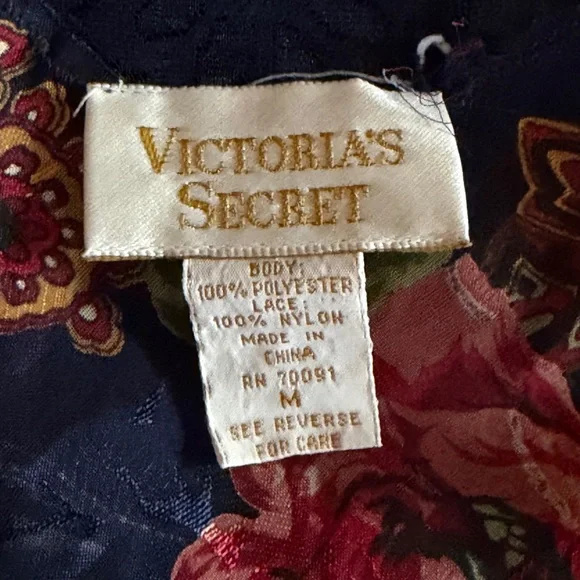 VICTORIA'S
SECRET
BODY:
100% POLYESTER
LACE:
100% NYLON
MADE IN
CHINA
RN 70091
M
SEE REVERSE
FOR CARE